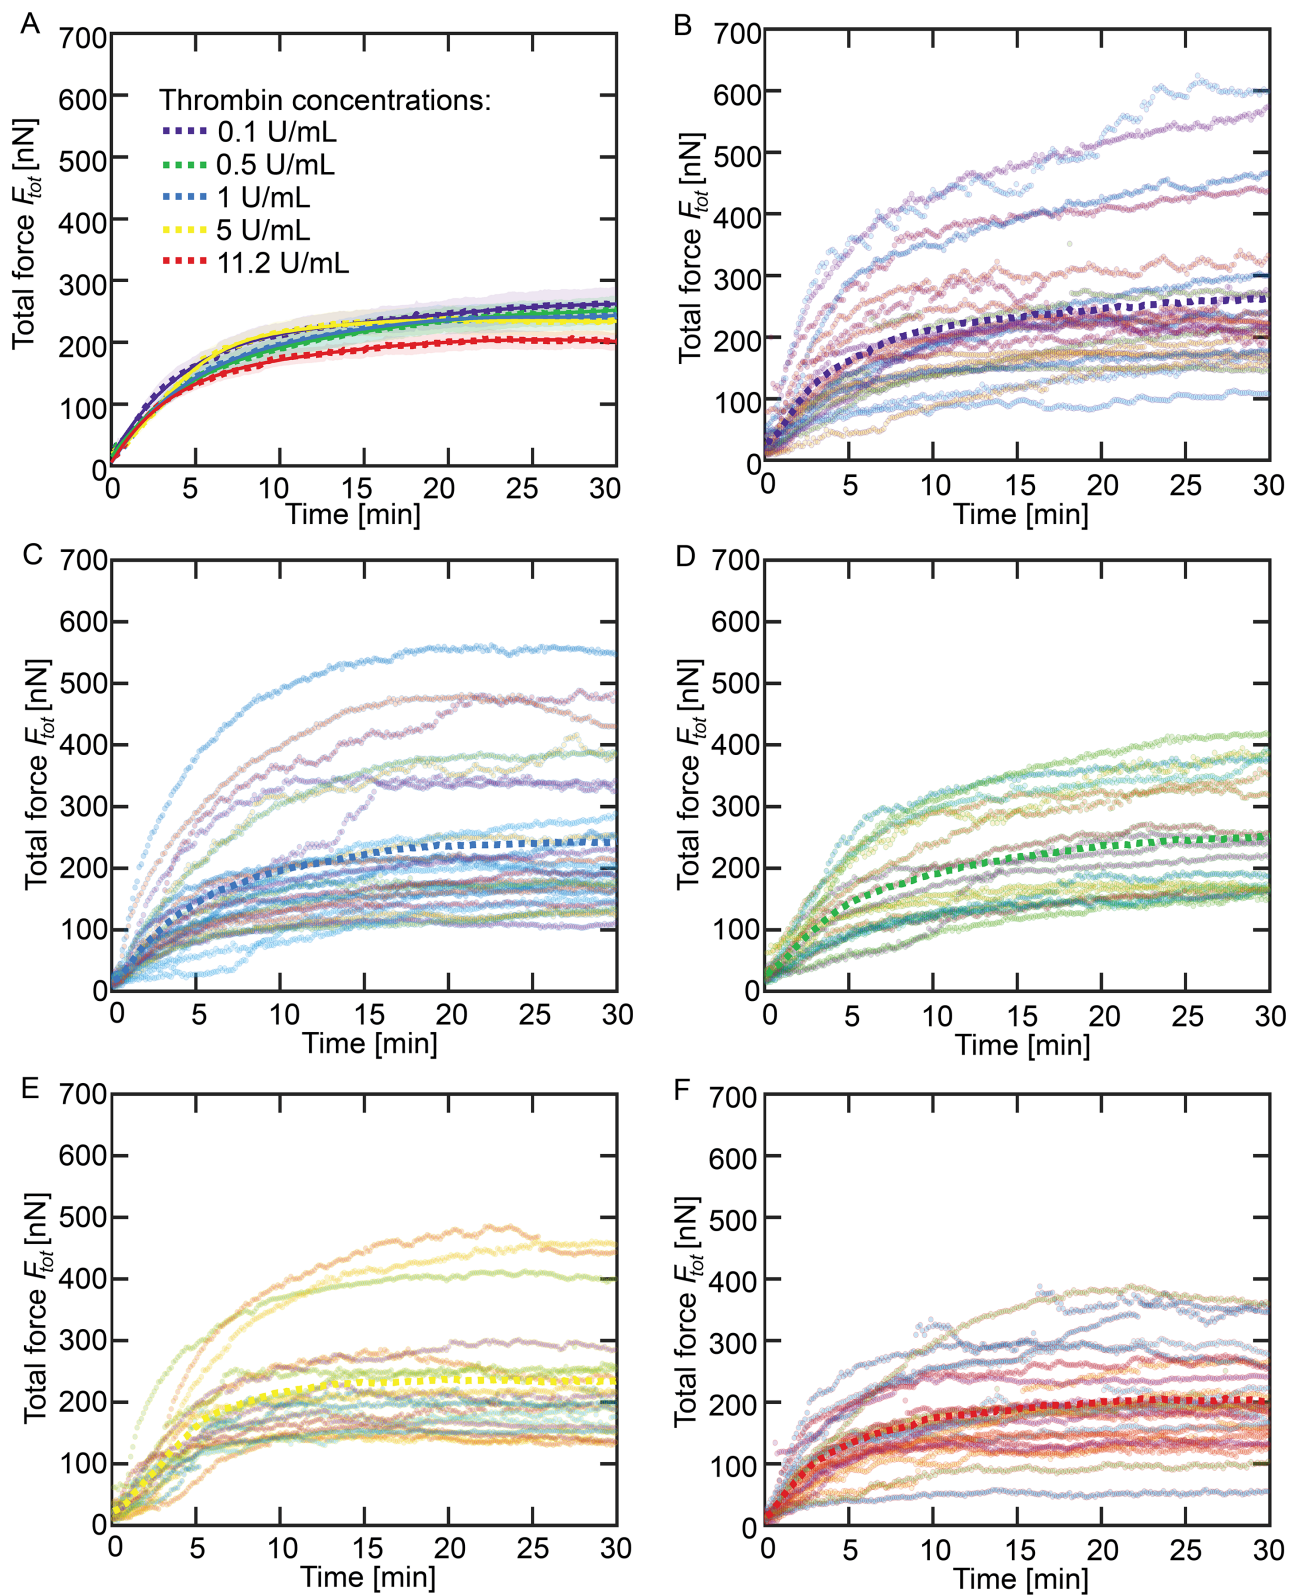 A
700
600
500
400
300
200
100
0
Total force F_tot [nN]
Thrombin concentrations:
0.1 U/mL
0.5 U/mL
1 U/mL
5 U/mL
11.2 U/mL
0 5 10 15 20 25 30
Time [min]
B
700
600
500
400
300
200
100
0
Total force F_tot [nN]
0 5 10 15 20 25 30
Time [min]
C
700
600
500
400
300
200
100
0
Total force F_tot [nN]
0 5 10 15 20 25 30
Time [min]
D
700
600
500
400
300
200
100
0
Total force F_tot [nN]
0 5 10 15 20 25 30
Time [min]
E
700
600
500
400
300
200
100
0
Total force F_tot [nN]
0 5 10 15 20 25 30
Time [min]
F
700
600
500
400
300
200
100
0
Total force F_tot [nN]
0 5 10 15 20 25 30
Time [min]